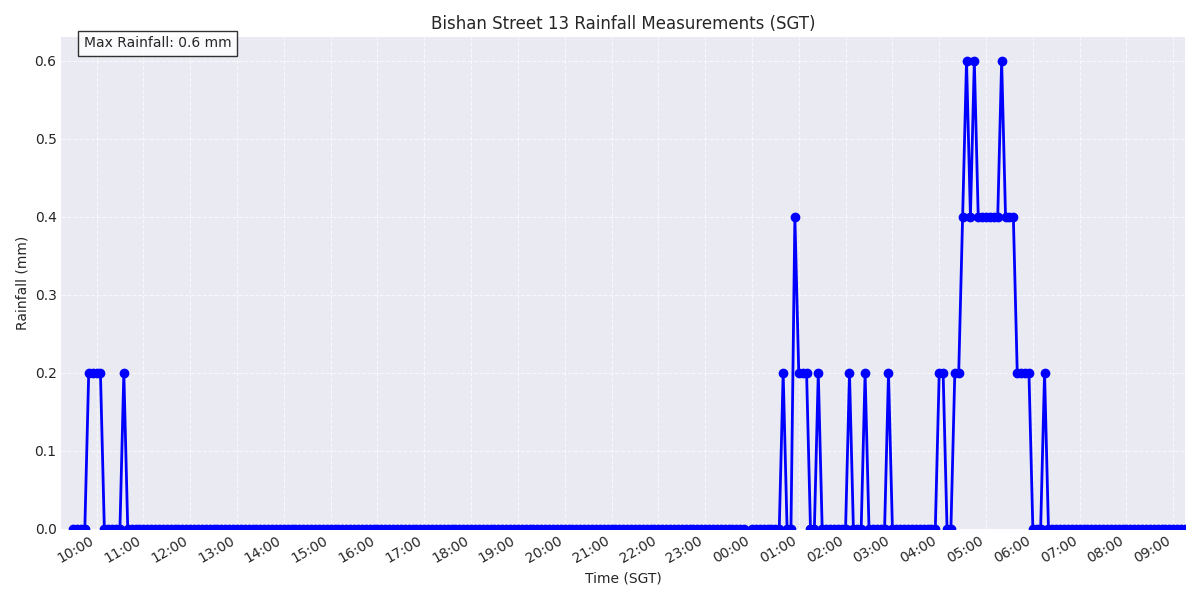 Bishan Street 13 Rainfall Measurements (SGT)
Max Rainfall: 0.6 mm
Rainfall (mm)
0.6
0.5
0.4
0.3
0.2
0.1
0.0
10:00 11:00 12:00 13:00 14:00 15:00 16:00 17:00 18:00 19:00 20:00 21:00 22:00 23:00 00:00 01:00 02:00 03:00 04:00 05:00 06:00 07:00 08:00 09:00
Time (SGT)